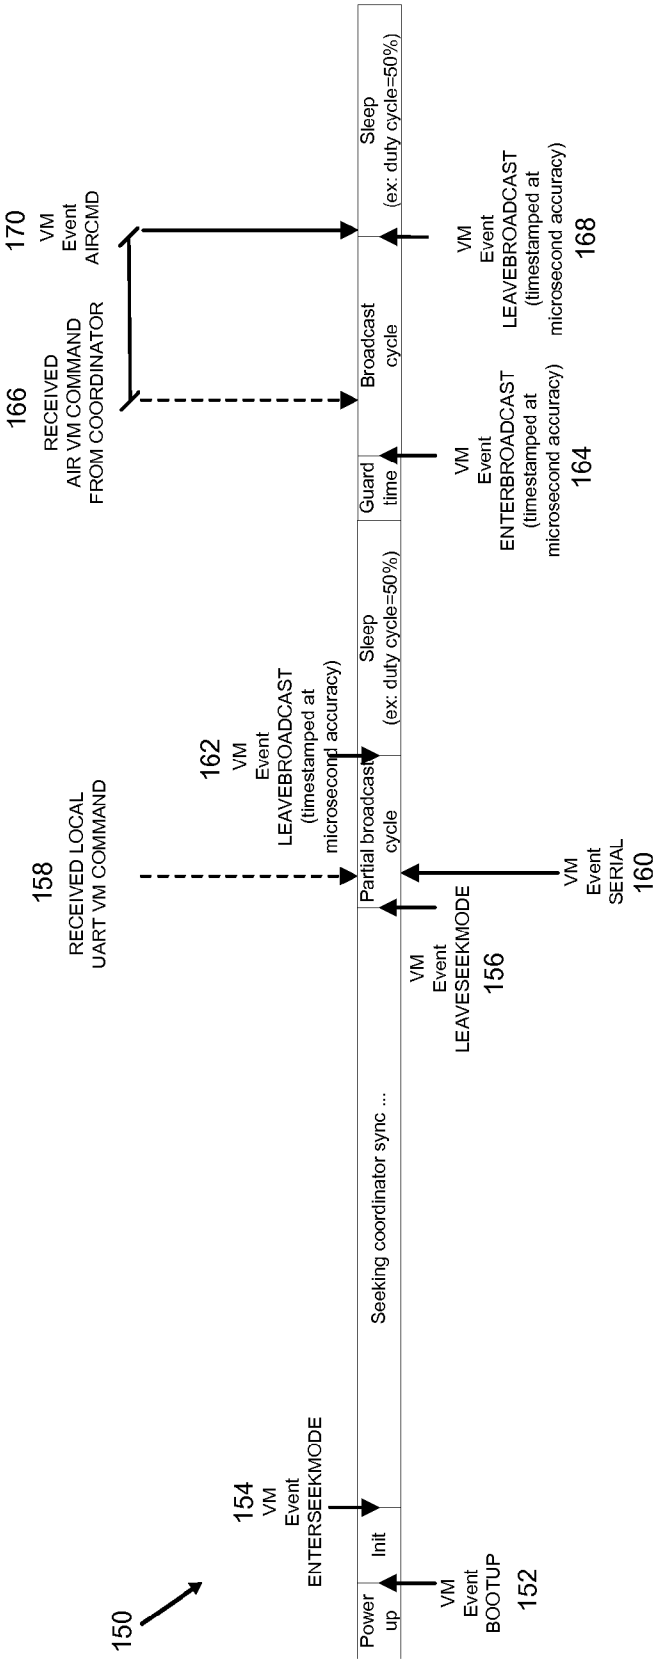 150
Power
up
VM
Event
BOOTUP
152
Init
154
VM
Event
ENTERSEEKMODE
Seeking coordinator sync ...
VM
Event
LEAVESEEKMODE
156
158
RECEIVED LOCAL
UART VM COMMAND
Partial broadcast
cycle
VM
Event
SERIAL
160
162
VM
Event
LEAVEBROADCAST
(timestamped at
microsecond accuracy)
Sleep
(ex: duty cycle=50%)
Guard
time
VM
Event
ENTERBROADCAST
(timestamped at
microsecond accuracy)
164
166
RECEIVED
AIR VM COMMAND
FROM COORDINATOR
Broadcast
cycle
VM
Event
LEAVEBROADCAST
(timestamped at
microsecond accuracy)
168
170
VM
Event
AIRCMD
Sleep
(ex: duty cycle=50%)